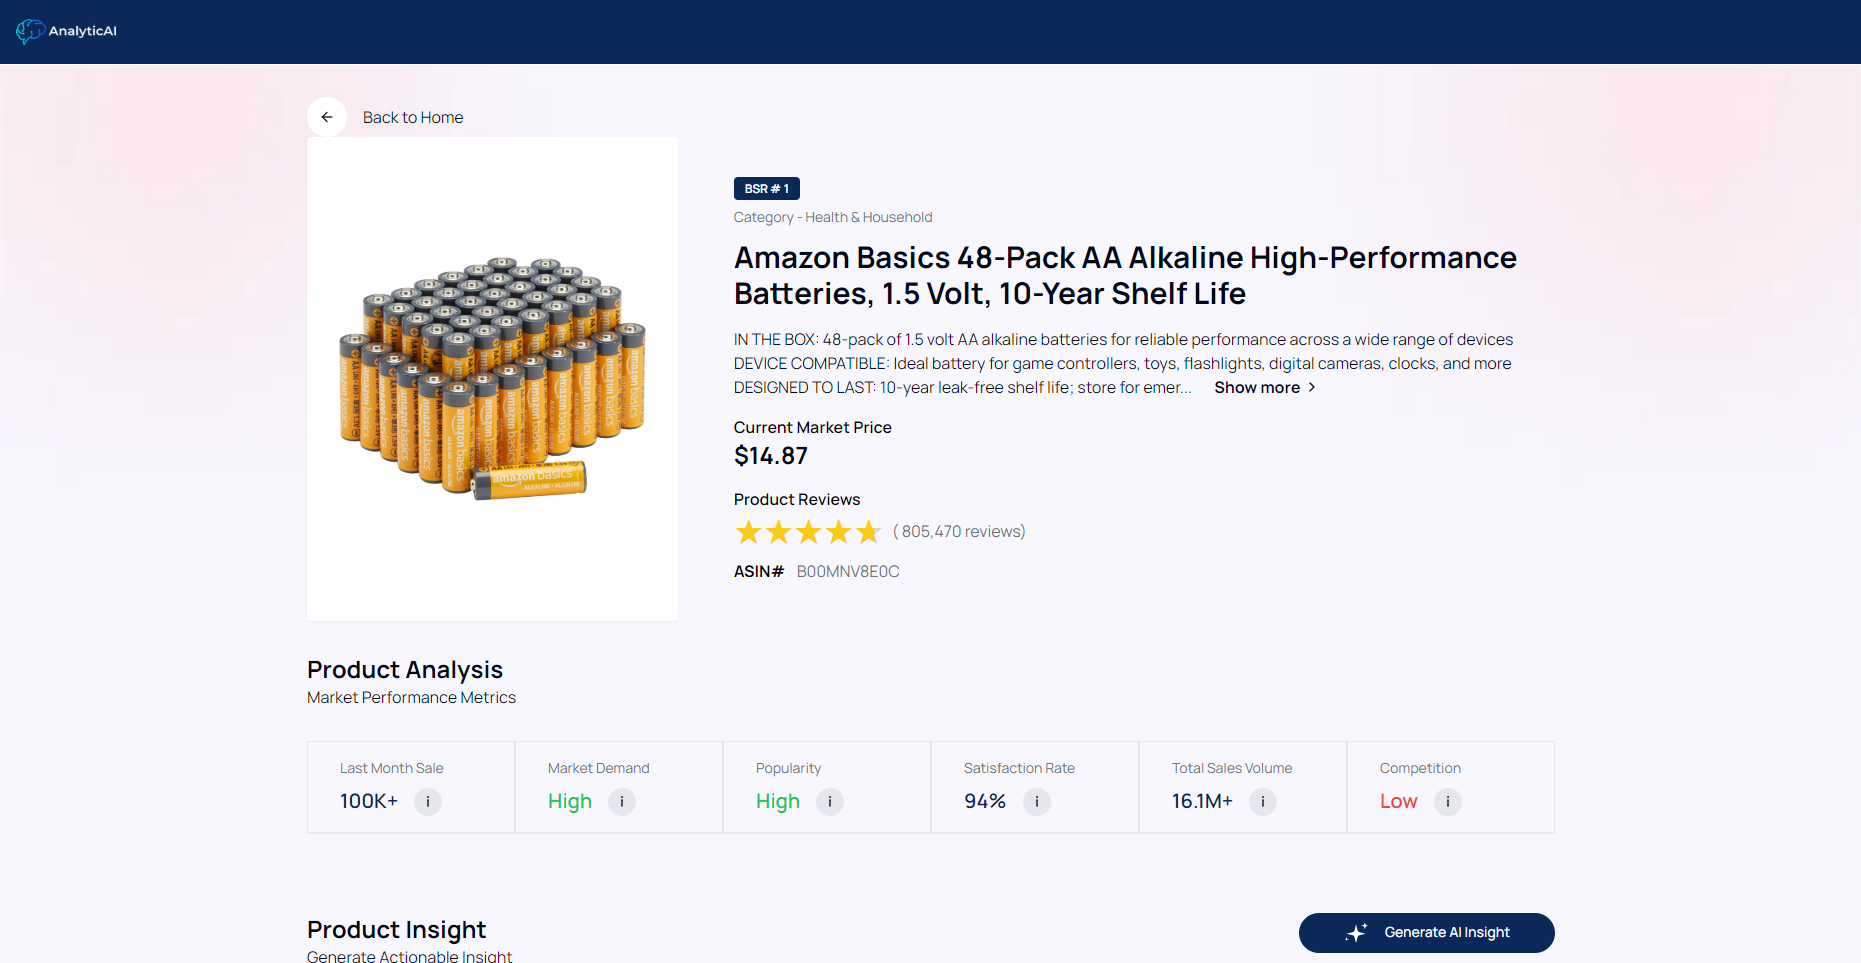 AnalyticAI
Back to Home
BSR # 1
Category - Health & Household
Amazon Basics 48-Pack AA Alkaline High-Performance
Batteries, 1.5 Volt, 10-Year Shelf Life
IN THE BOX: 48-pack of 1.5 volt AA alkaline batteries for reliable performance across a wide range of devices
DEVICE COMPATIBLE: Ideal battery for game controllers, toys, flashlights, digital cameras, clocks, and more
DESIGNED TO LAST: 10-year leak-free shelf life; store for emer... Show more
Current Market Price
$14.87
Product Reviews
( 805,470 reviews)
ASIN# B00MNV8E0C
amazon basics
Product Analysis
Market Performance Metrics
Last Month Sale
100K+ i
Market Demand
High i
Popularity
High i
Satisfaction Rate
94% i
Total Sales Volume
16.1M+ i
Competition
Low i
Product Insight
Generate Actionable Insight
Generate AI Insight